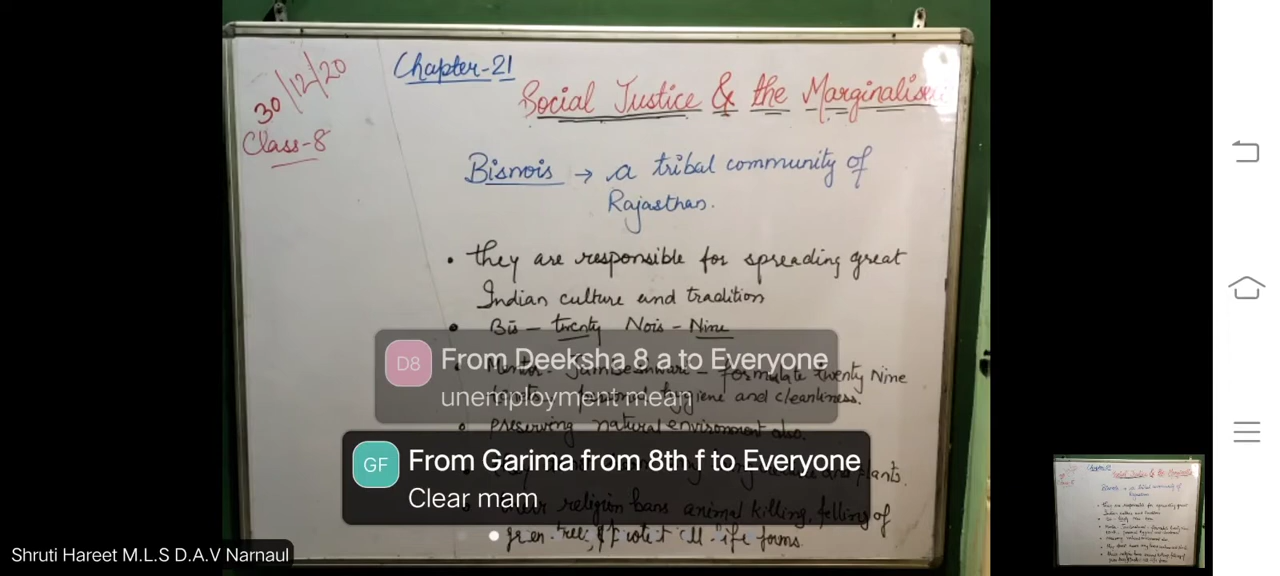 30/12/20
Class-8
Chapter-21
Social Justice & the Marginalised
Bisnois → a tribal community of
Rajasthan.
• They are responsible for spreading great
Indian culture and tradition
• Bis - twenty Nois - Nine
D8 From Deeksha 8 a to Everyone
unemployment mean
formulate twenty Nine
hygiene and cleanliness.
• Preserving natural environment also.
GF From Garima from 8th f to Everyone
Clear mam
plants.
religion bans animal killing, felling of
green trees & protect all life forms.
Shruti Hareet M.L.S D.A.V Narnaul